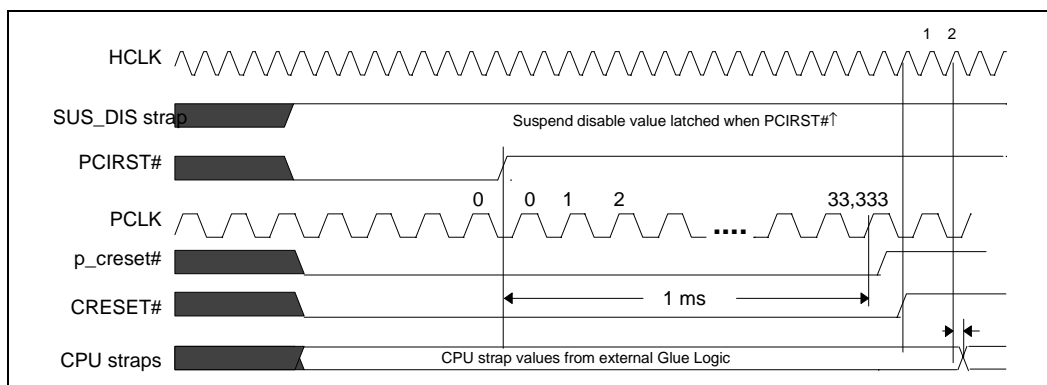 1 2
HCLK
SUS_DIS strap
Suspend disable value latched when PCIRST#↑
PCIRST#
0 0 1 2 33,333
PCLK
....
p_creset#
1 ms
CRESET#
CPU straps
CPU strap values from external Glue Logic